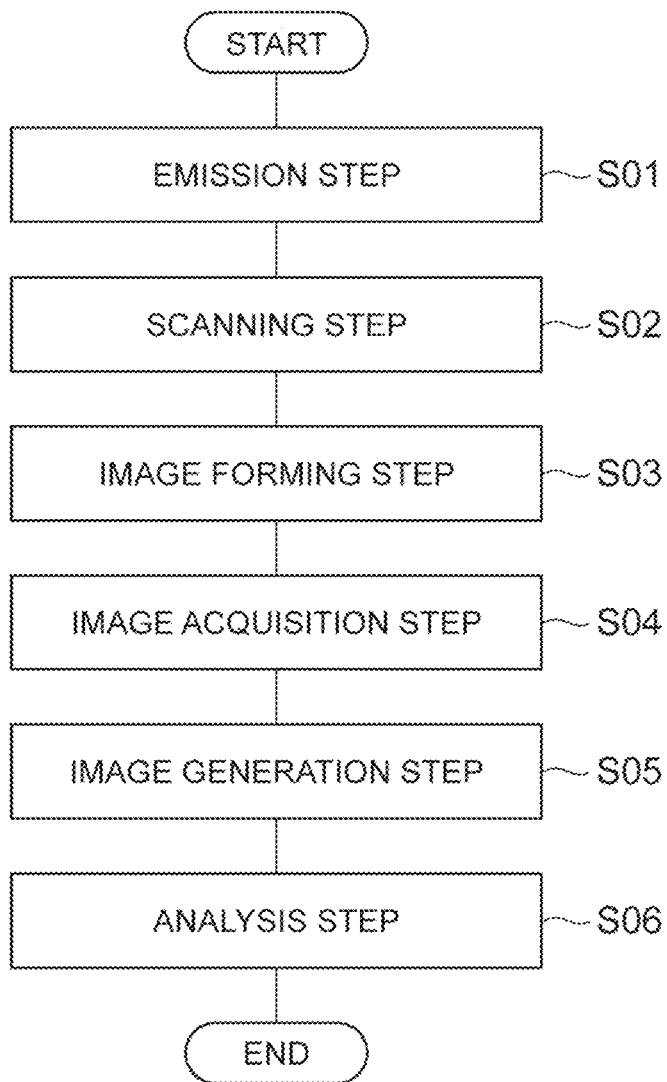 START
EMISSION STEP S01
SCANNING STEP S02
IMAGE FORMING STEP S03
IMAGE ACQUISITION STEP S04
IMAGE GENERATION STEP S05
ANALYSIS STEP S06
END